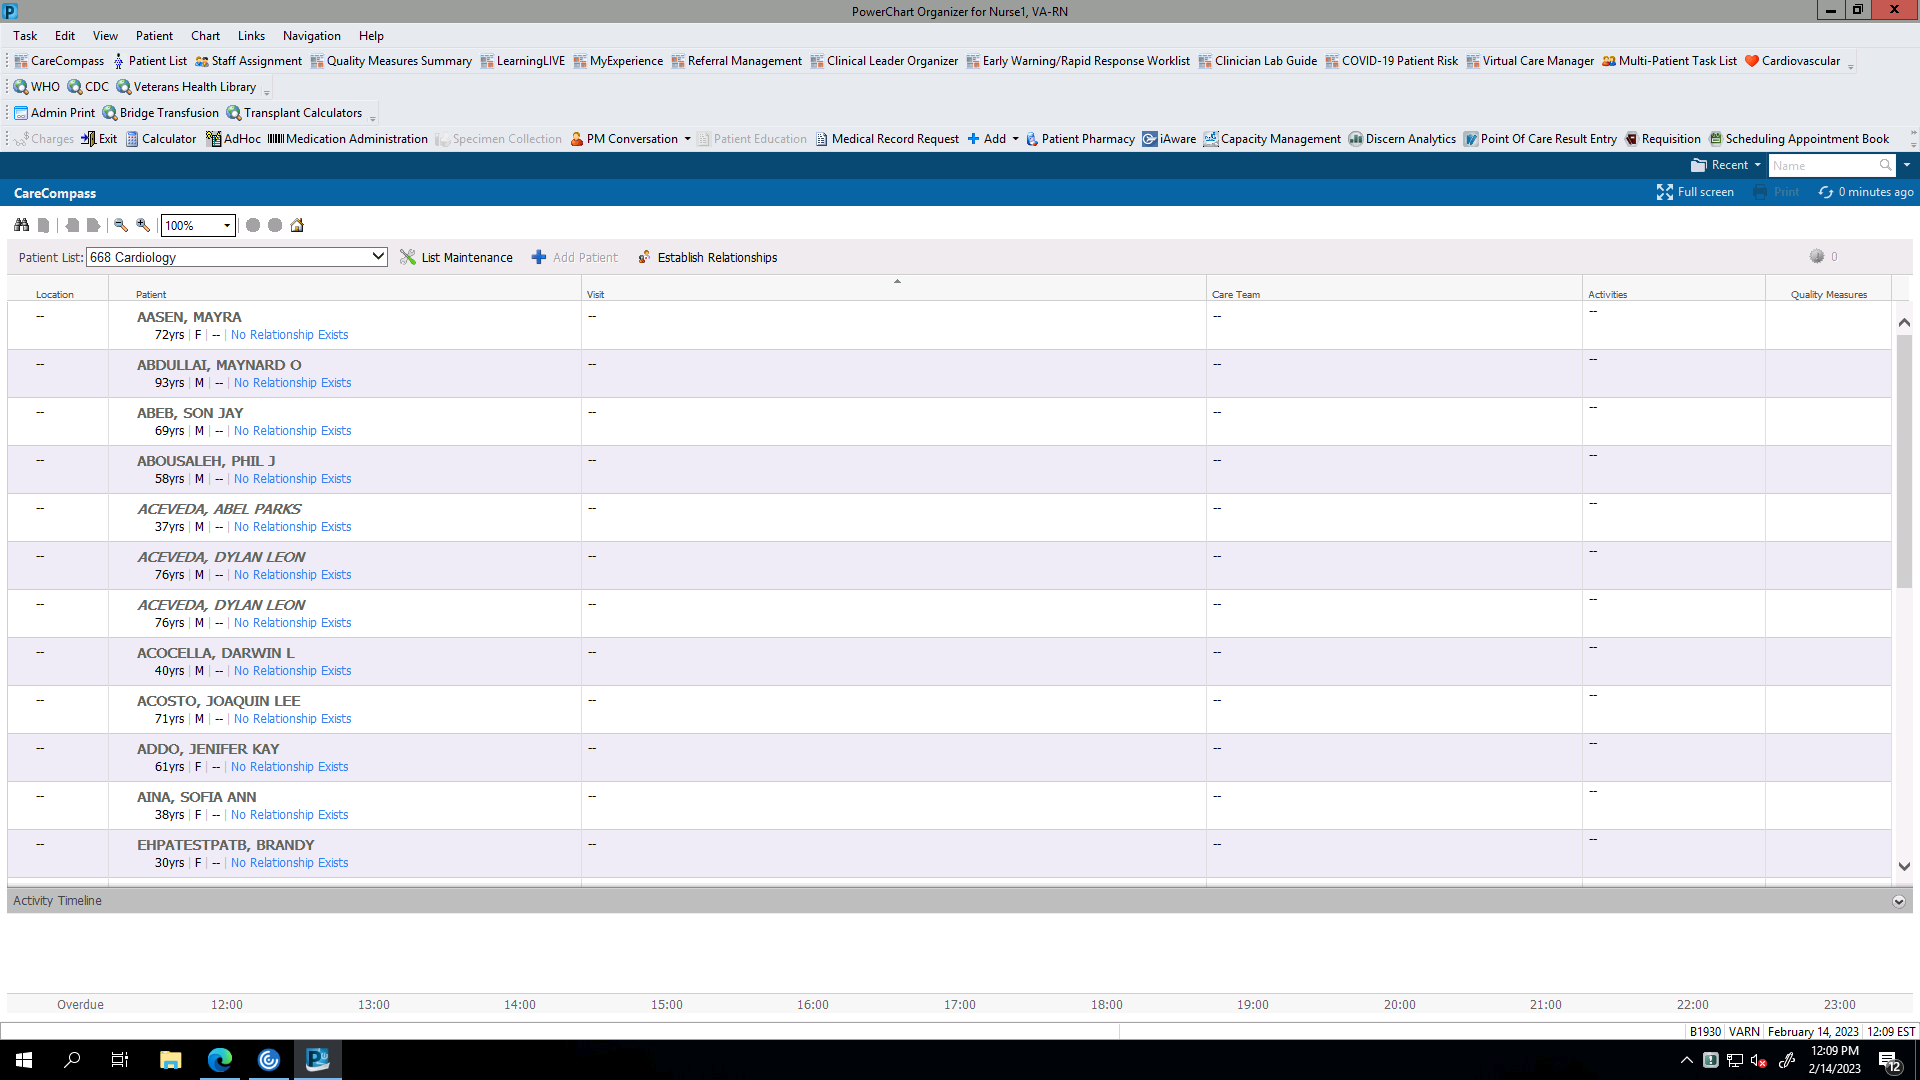 PowerChart Organizer for Nurse1, VA-RN
Task Edit View Patient Chart Links Navigation Help
CareCompass Patient List Staff Assignment Quality Measures Summary LearningLIVE MyExperience Referral Management Clinical Leader Organizer Early Warning/Rapid Response Worklist Clinician Lab Guide COVID-19 Patient Risk Virtual Care Manager Multi-Patient Task List Cardiovascular
WHO CDC Veterans Health Library
Admin Print Bridge Transfusion Transplant Calculators
Charges Exit Calculator AdHoc Medication Administration Specimen Collection PM Conversation Patient Education Medical Record Request Add Patient Pharmacy iAware Capacity Management Discern Analytics Point Of Care Result Entry Requisition Scheduling Appointment Book
Recent Name
CareCompass Full screen Print 0 minutes ago
100%
Patient List: 668 Cardiology List Maintenance Add Patient Establish Relationships 0
Location Patient Visit Care Team Activities Quality Measures
-- AASEN, MAYRA -- -- --
72yrs | F | -- | No Relationship Exists
-- ABDULLAI, MAYNARD O -- -- --
93yrs | M | -- | No Relationship Exists
-- ABEB, SON JAY -- -- --
69yrs | M | -- | No Relationship Exists
-- ABOUSALEH, PHIL J -- -- --
58yrs | M | -- | No Relationship Exists
-- ACEVEDA, ABEL PARKS -- -- --
37yrs | M | -- | No Relationship Exists
-- ACEVEDA, DYLAN LEON -- -- --
76yrs | M | -- | No Relationship Exists
-- ACEVEDA, DYLAN LEON -- -- --
76yrs | M | -- | No Relationship Exists
-- ACOCELLA, DARWIN L -- -- --
40yrs | M | -- | No Relationship Exists
-- ACOSTO, JOAQUIN LEE -- -- --
71yrs | M | -- | No Relationship Exists
-- ADDO, JENIFER KAY -- -- --
61yrs | F | -- | No Relationship Exists
-- AINA, SOFIA ANN -- -- --
38yrs | F | -- | No Relationship Exists
-- EHPATESTPATB, BRANDY -- -- --
30yrs | F | -- | No Relationship Exists
Activity Timeline
Overdue 12:00 13:00 14:00 15:00 16:00 17:00 18:00 19:00 20:00 21:00 22:00 23:00
B1930 VARN February 14, 2023 12:09 EST
12:09 PM
2/14/2023
12